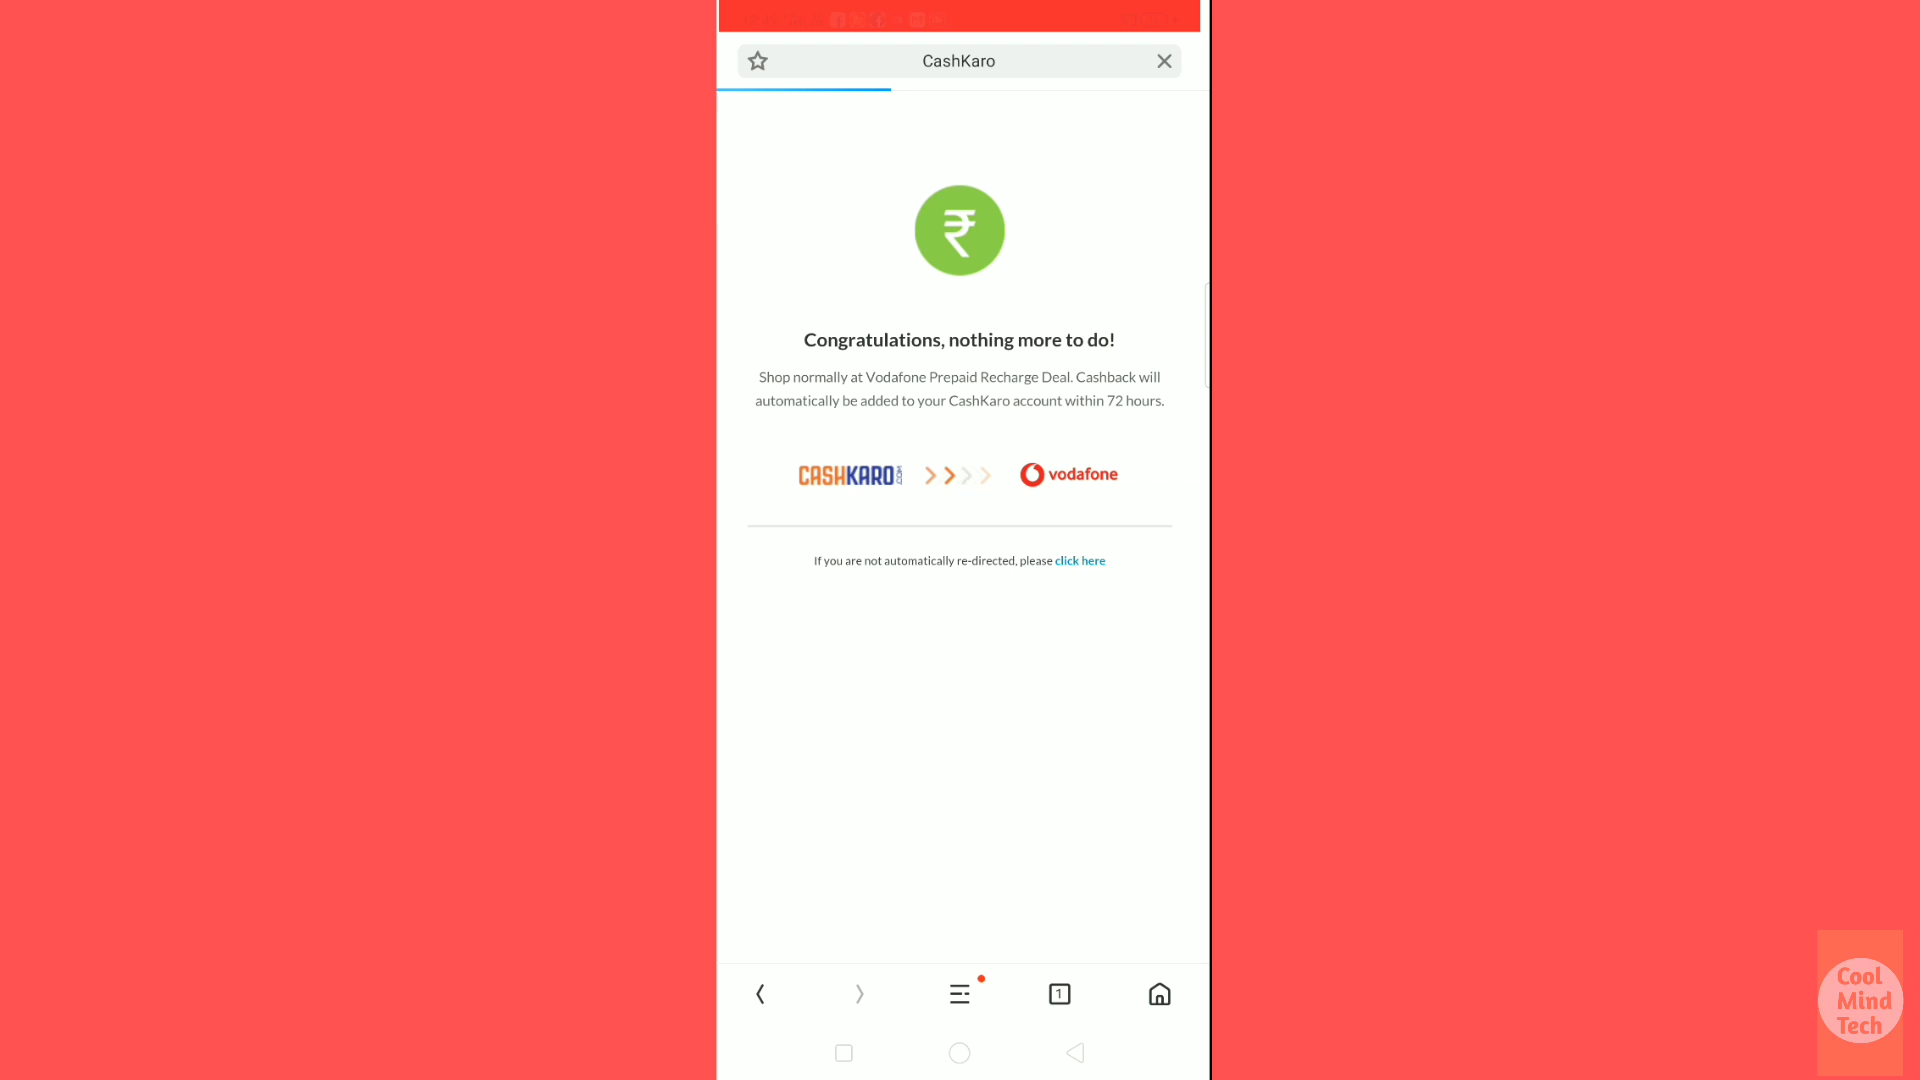 CashKaro
₹
Congratulations, nothing more to do!
Shop normally at Vodafone Prepaid Recharge Deal. Cashback will
automatically be added to your CashKaro account within 72 hours.
CASHKARO.COM
vodafone
If you are not automatically re-directed, please click here
1
Cool
Mind
Tech